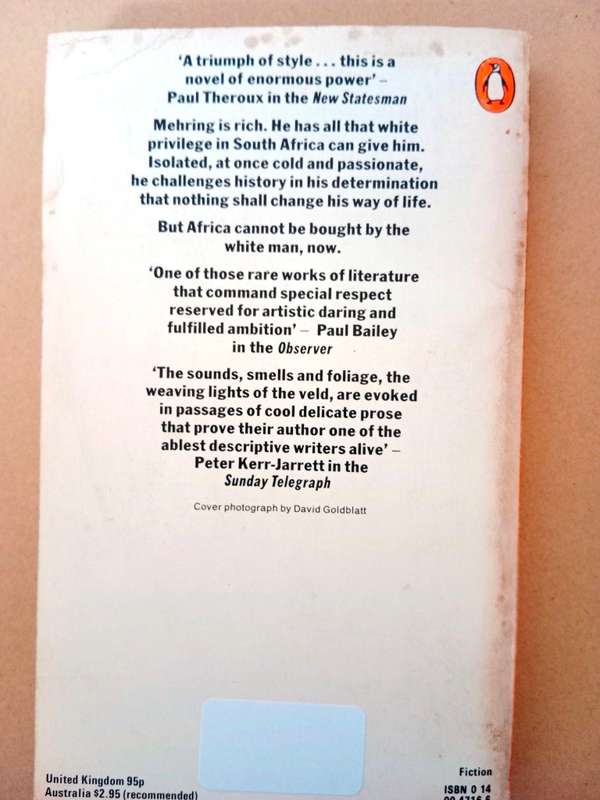 'A triumph of style . . . this is a
novel of enormous power' –
Paul Theroux in the New Statesman
Mehring is rich. He has all that white
privilege in South Africa can give him.
Isolated, at once cold and passionate,
he challenges history in his determination
that nothing shall change his way of life.
But Africa cannot be bought by the
white man, now.
'One of those rare works of literature
that command special respect
reserved for artistic daring and
fulfilled ambition' – Paul Bailey
in the Observer
'The sounds, smells and foliage, the
weaving lights of the veld, are evoked
in passages of cool delicate prose
that prove their author one of the
ablest descriptive writers alive' –
Peter Kerr-Jarrett in the
Sunday Telegraph
Cover photograph by David Goldblatt
United Kingdom 95p
Australia $2.95 (recommended)
Fiction
ISBN 0 14
00 4716 6